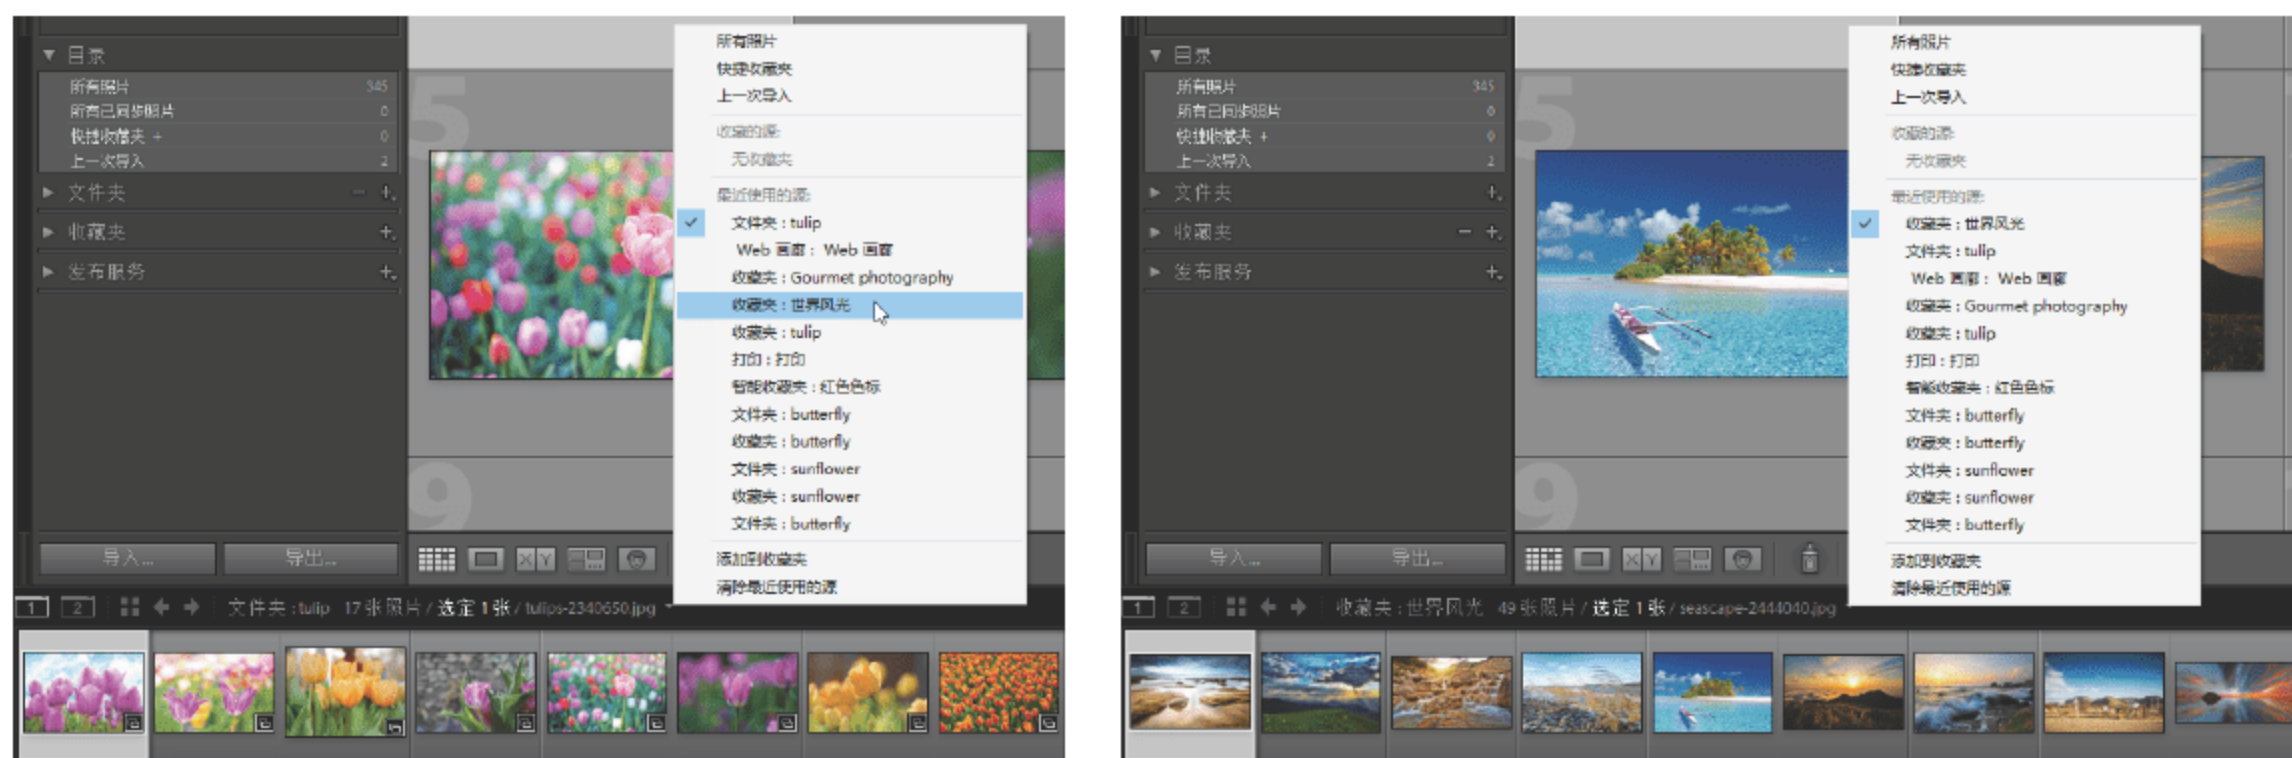 目录
所有照片 345
所有已同步照片 0
快捷收藏夹 + 0
上一次导入 2
文件夹
收藏夹
发布服务
导入...
导出...
5
9
所有照片
快捷收藏夹
上一次导入
收藏的源:
无收藏夹
最近使用的源:
文件夹 : tulip
Web 画廊 : Web 画廊
收藏夹 : Gourmet photography
收藏夹 : 世界风光
收藏夹 : tulip
打印 : 打印
智能收藏夹 : 红色色标
文件夹 : butterfly
收藏夹 : butterfly
文件夹 : sunflower
收藏夹 : sunflower
文件夹 : butterfly
添加到收藏夹
清除最近使用的源
1 2 文件夹 : tulip 17 张照片 / 选定 1 张 / tulips-2340650.jpg
目录
所有照片 345
所有已同步照片 0
快捷收藏夹 + 0
上一次导入 2
文件夹
收藏夹
发布服务
导入...
导出...
5
9
所有照片
快捷收藏夹
上一次导入
收藏的源:
无收藏夹
最近使用的源:
收藏夹 : 世界风光
文件夹 : tulip
Web 画廊 : Web 画廊
收藏夹 : Gourmet photography
收藏夹 : tulip
打印 : 打印
智能收藏夹 : 红色色标
文件夹 : butterfly
收藏夹 : butterfly
文件夹 : sunflower
收藏夹 : sunflower
文件夹 : butterfly
添加到收藏夹
清除最近使用的源
1 2 收藏夹 : 世界风光 49 张照片 / 选定 1 张 / seascape-2444040.jpg